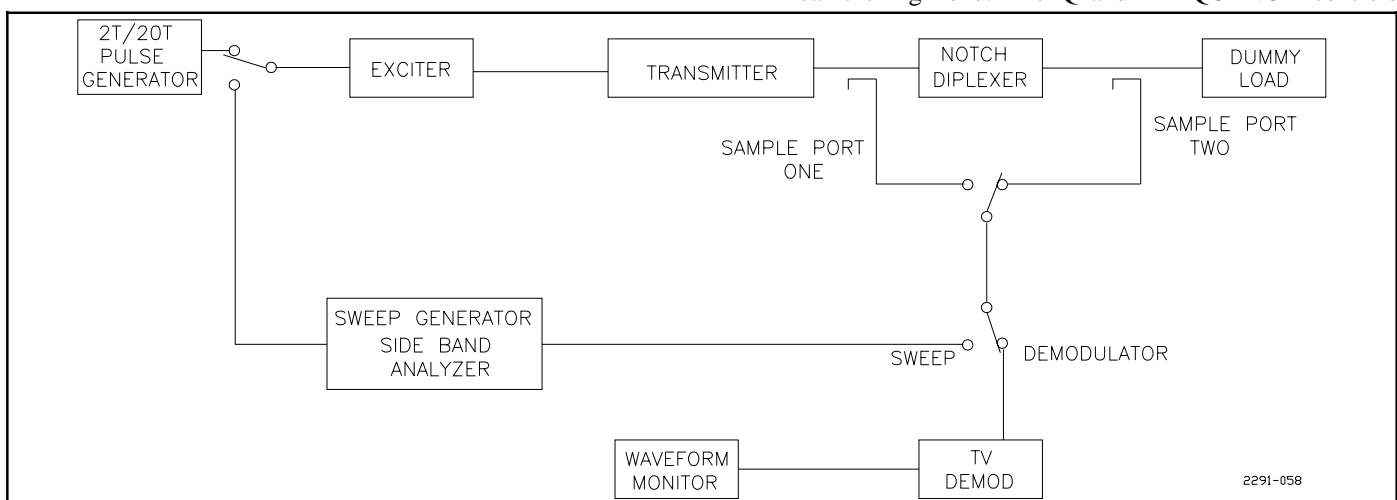 2T/20T
PULSE
GENERATOR
EXCITER
TRANSMITTER
NOTCH
DIPLEXER
DUMMY
LOAD
SAMPLE PORT
ONE
SAMPLE PORT
TWO
SWEEP GENERATOR
SIDE BAND
ANALYZER
SWEEP
DEMODULATOR
WAVEFORM
MONITOR
TV
DEMOD
2291-058